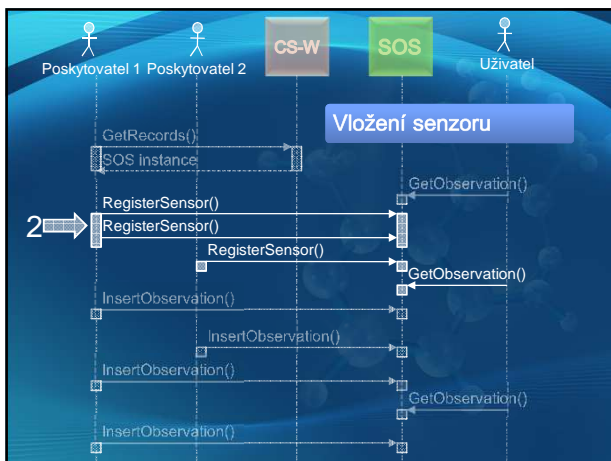 Poskytovatel 1 Poskytovatel 2 CS-W SOS Uživatel
Vložení senzoru
GetRecords()
SOS instance
GetObservation()
RegisterSensor()
2 RegisterSensor()
RegisterSensor()
GetObservation()
InsertObservation()
InsertObservation()
InsertObservation()
GetObservation()
InsertObservation()